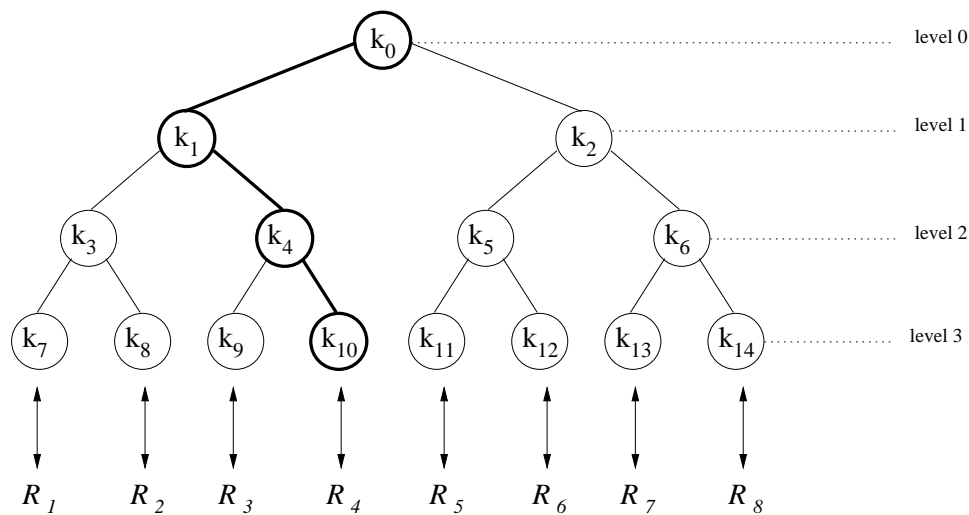 k0 level 0
k1 k2 level 1
k3 k4 k5 k6 level 2
k7 k8 k9 k10 k11 k12 k13 k14 level 3
R1 R2 R3 R4 R5 R6 R7 R8